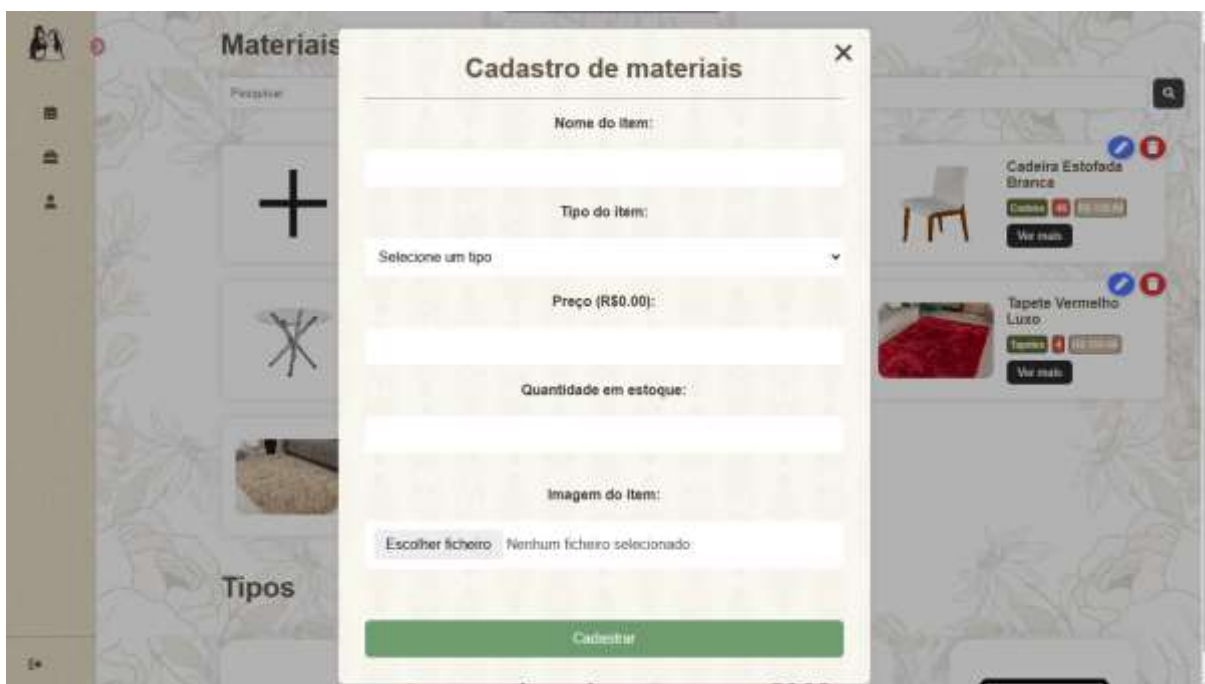 Materiais
Pesquisar
Cadastro de materiais
Nome do item:
Tipo do item:
Selecione um tipo
Preço (R$0.00):
Quantidade em estoque:
Imagem do item:
Escolher ficheiro Nenhum ficheiro selecionado
Cadastrar
Cadeira Estofada
Branca
Ver mais
Tapete Vermelho
Luxo
Tapetes 4
Ver mais
Tipos